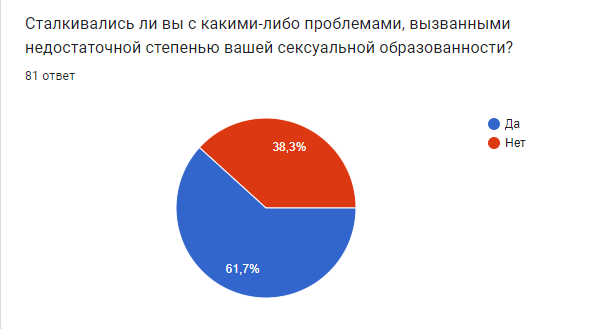 Сталкивались ли вы с какими-либо проблемами, вызванными
недостаточной степенью вашей сексуальной образованности?
81 ответ
Да
Нет
38,3%
61,7%